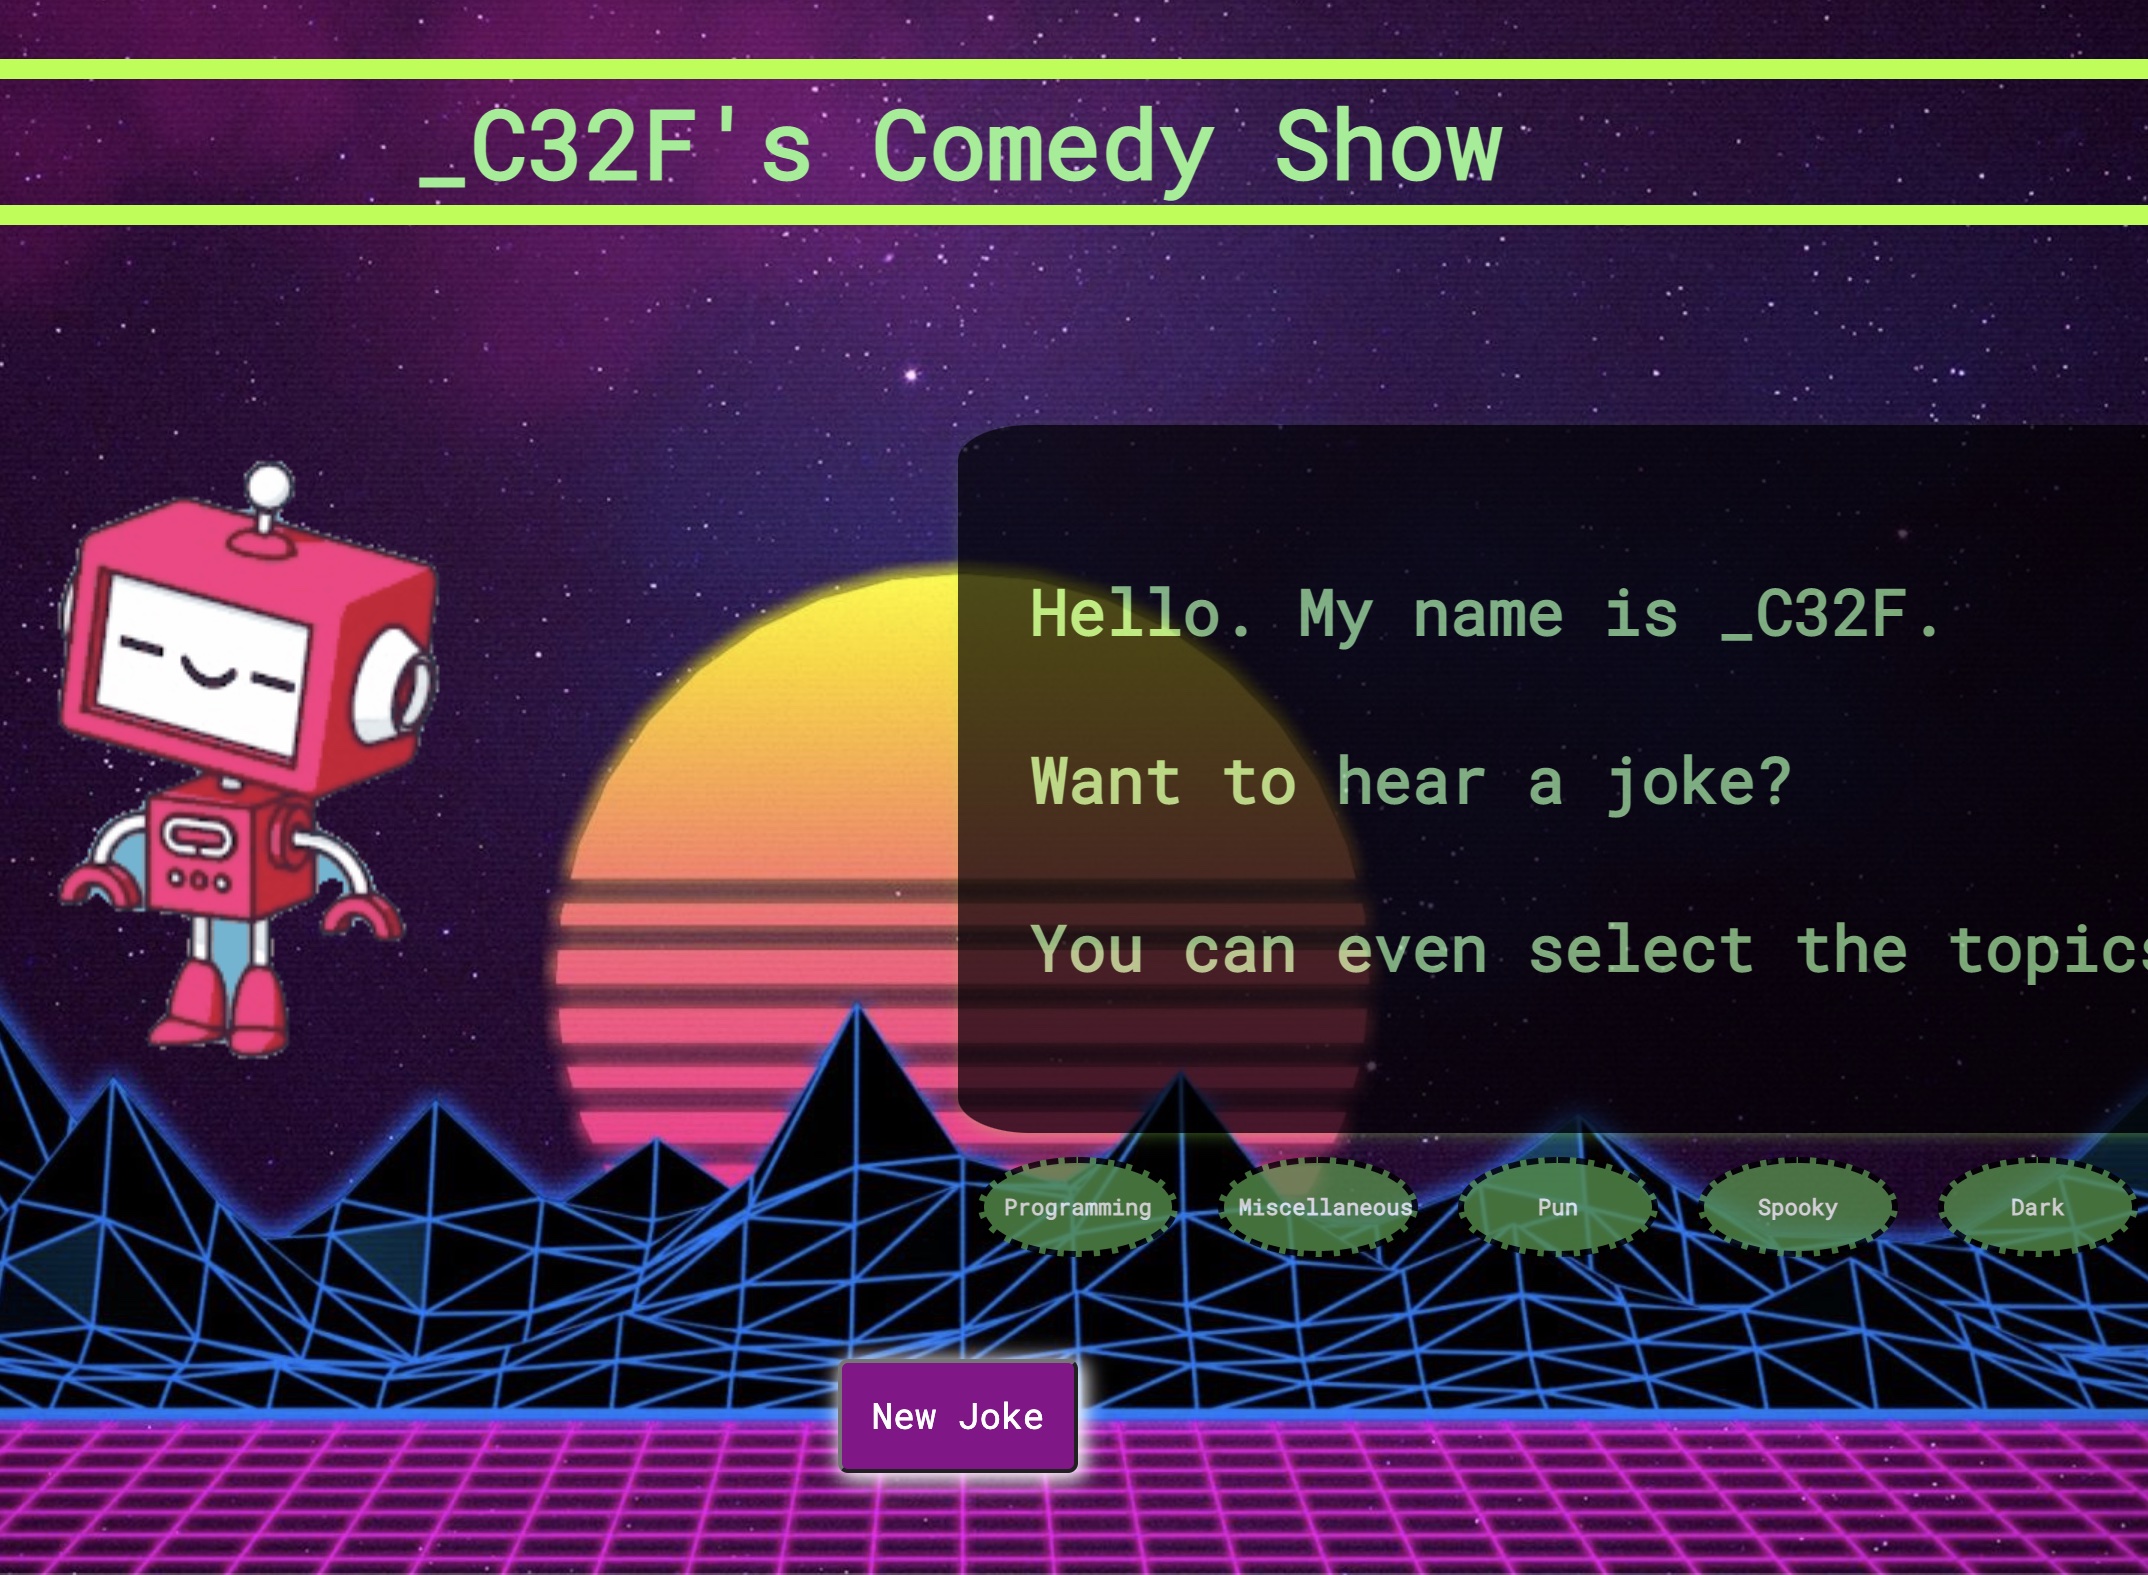 _C32F's Comedy Show
Hello. My name is _C32F.
Want to hear a joke?
You can even select the topics
Programming Miscellaneous Pun Spooky Dark
New Joke